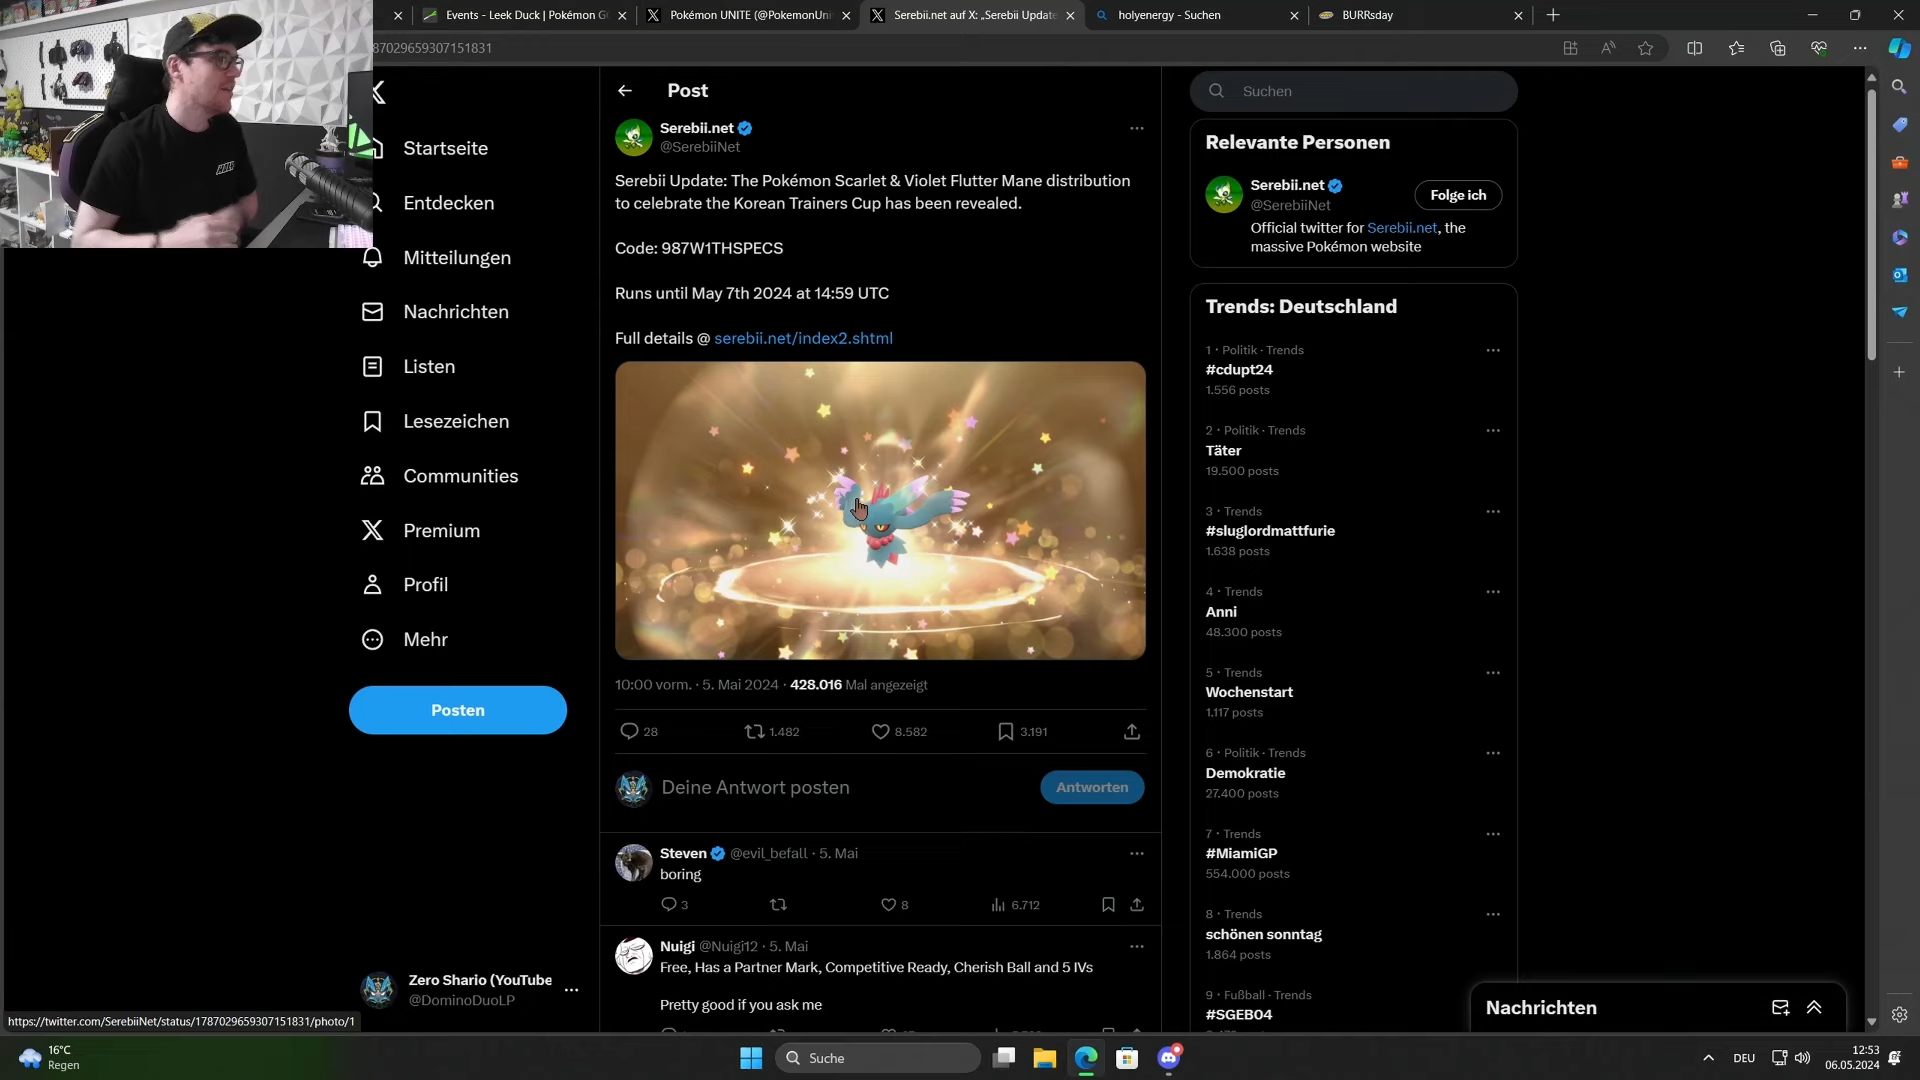 Events - Leek Duck | Pokémon G
Pokémon UNITE (@PokemonUni
Serebii.net auf X: „Serebii Update
holyenergy - Suchen
BURRsday
87029659307151831
Post
Suchen
Serebii.net
@SerebiiNet
Serebii Update: The Pokémon Scarlet & Violet Flutter Mane distribution
to celebrate the Korean Trainers Cup has been revealed.
Code: 987W1THSPECS
Runs until May 7th 2024 at 14:59 UTC
Full details @ serebii.net/index2.shtml
10:00 vorm. · 5. Mai 2024 · 428.016 Mal angezeigt
28
1.482
8.582
3.191
Deine Antwort posten
Antworten
Steven @evil_befall · 5. Mai
boring
3
8
6.712
Nuigi @Nuigi12 · 5. Mai
Free, Has a Partner Mark, Competitive Ready, Cherish Ball and 5 IVs
Pretty good if you ask me
Startseite
Entdecken
Mitteilungen
Nachrichten
Listen
Lesezeichen
Communities
Premium
Profil
Mehr
Posten
Zero Shario (YouTube
@DominoDuoLP
Relevante Personen
Serebii.net
@SerebiiNet
Folge ich
Official twitter for Serebii.net, the
massive Pokémon website
Trends: Deutschland
1 · Politik · Trends
#cdupt24
1.556 posts
2 · Politik · Trends
Täter
19.500 posts
3 · Trends
#sluglordmattfurie
1.638 posts
4 · Trends
Anni
48.300 posts
5 · Trends
Wochenstart
1.117 posts
6 · Politik · Trends
Demokratie
27.400 posts
7 · Trends
#MiamiGP
554.000 posts
8 · Trends
schönen sonntag
1.864 posts
9 · Fußball · Trends
#SGEB04
Nachrichten
https://twitter.com/SerebiiNet/status/1787029659307151831/photo/1
16°C
Regen
Suche
DEU
12:53
06.05.2024